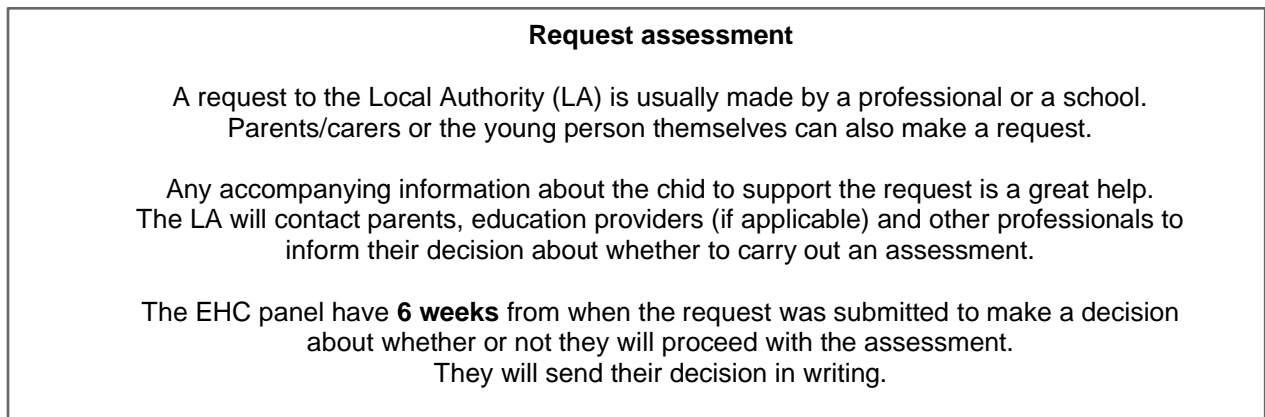 Request assessment
A request to the Local Authority (LA) is usually made by a professional or a school.
Parents/carers or the young person themselves can also make a request.
Any accompanying information about the chid to support the request is a great help.
The LA will contact parents, education providers (if applicable) and other professionals to
inform their decision about whether to carry out an assessment.
The EHC panel have 6 weeks from when the request was submitted to make a decision
about whether or not they will proceed with the assessment.
They will send their decision in writing.